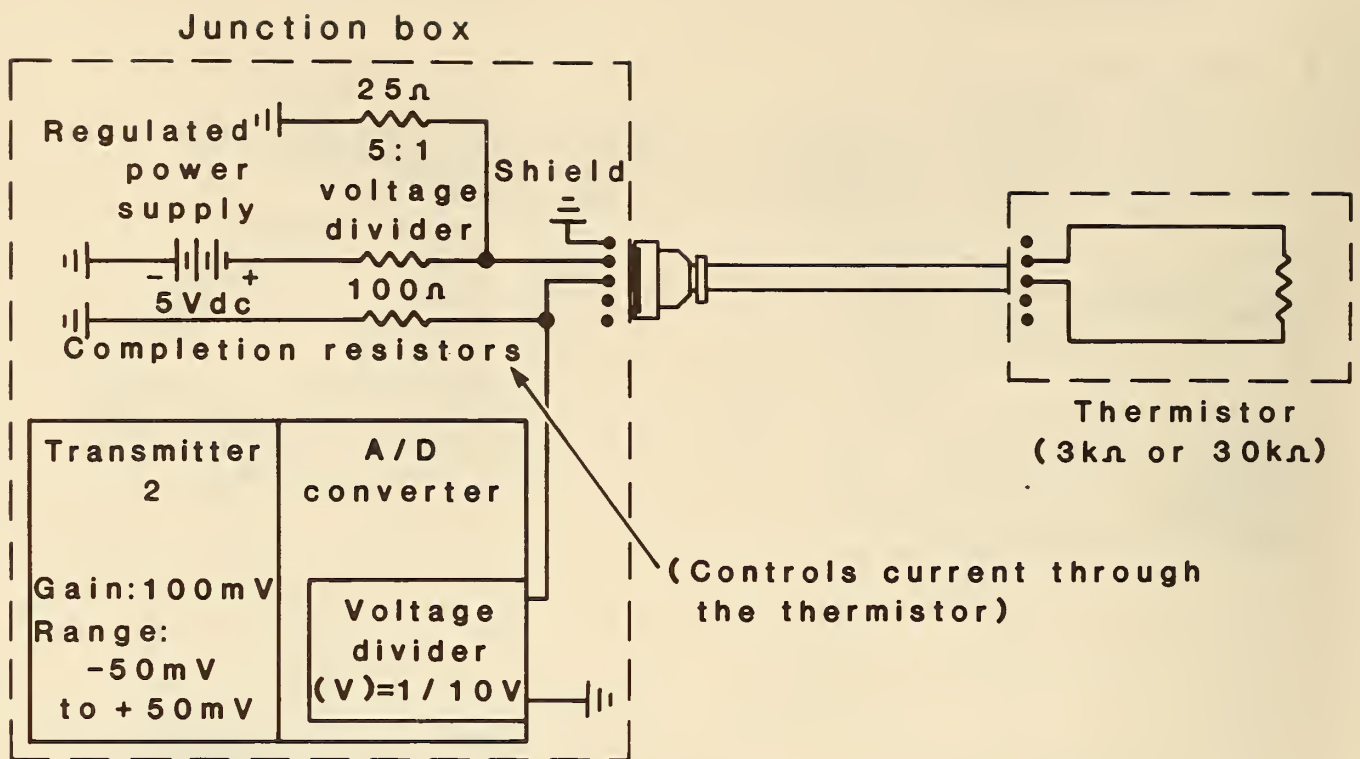 Junction box
25Ω
Regulated
power
supply
5:1
voltage
divider
Shield
- +
5Vdc
100Ω
Completion resistors
Transmitter
2
Gain:100mV
Range:
-50mV
to +50mV
A/D
converter
Voltage
divider
(V)=1/10V
(Controls current through
the thermistor)
Thermistor
(3kΩ or 30kΩ)